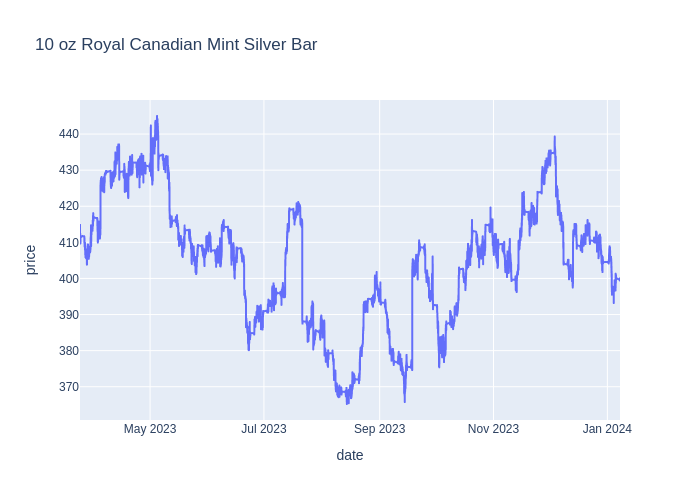 10 oz Royal Canadian Mint Silver Bar
440
430
420
410
400
390
380
370
price
May 2023
Jul 2023
Sep 2023
Nov 2023
Jan 2024
date